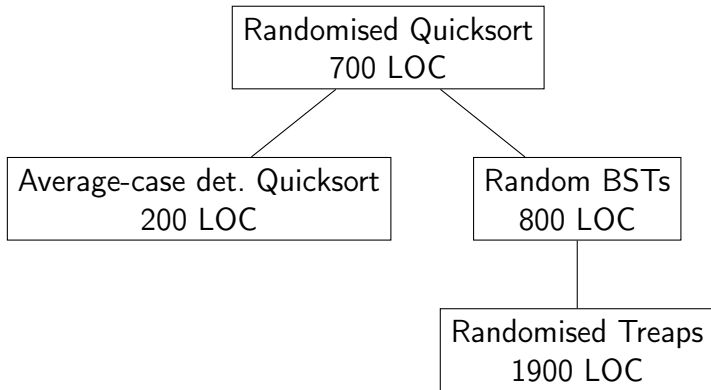 Randomised Quicksort
700 LOC
Average-case det. Quicksort
200 LOC
Random BSTs
800 LOC
Randomised Treaps
1900 LOC